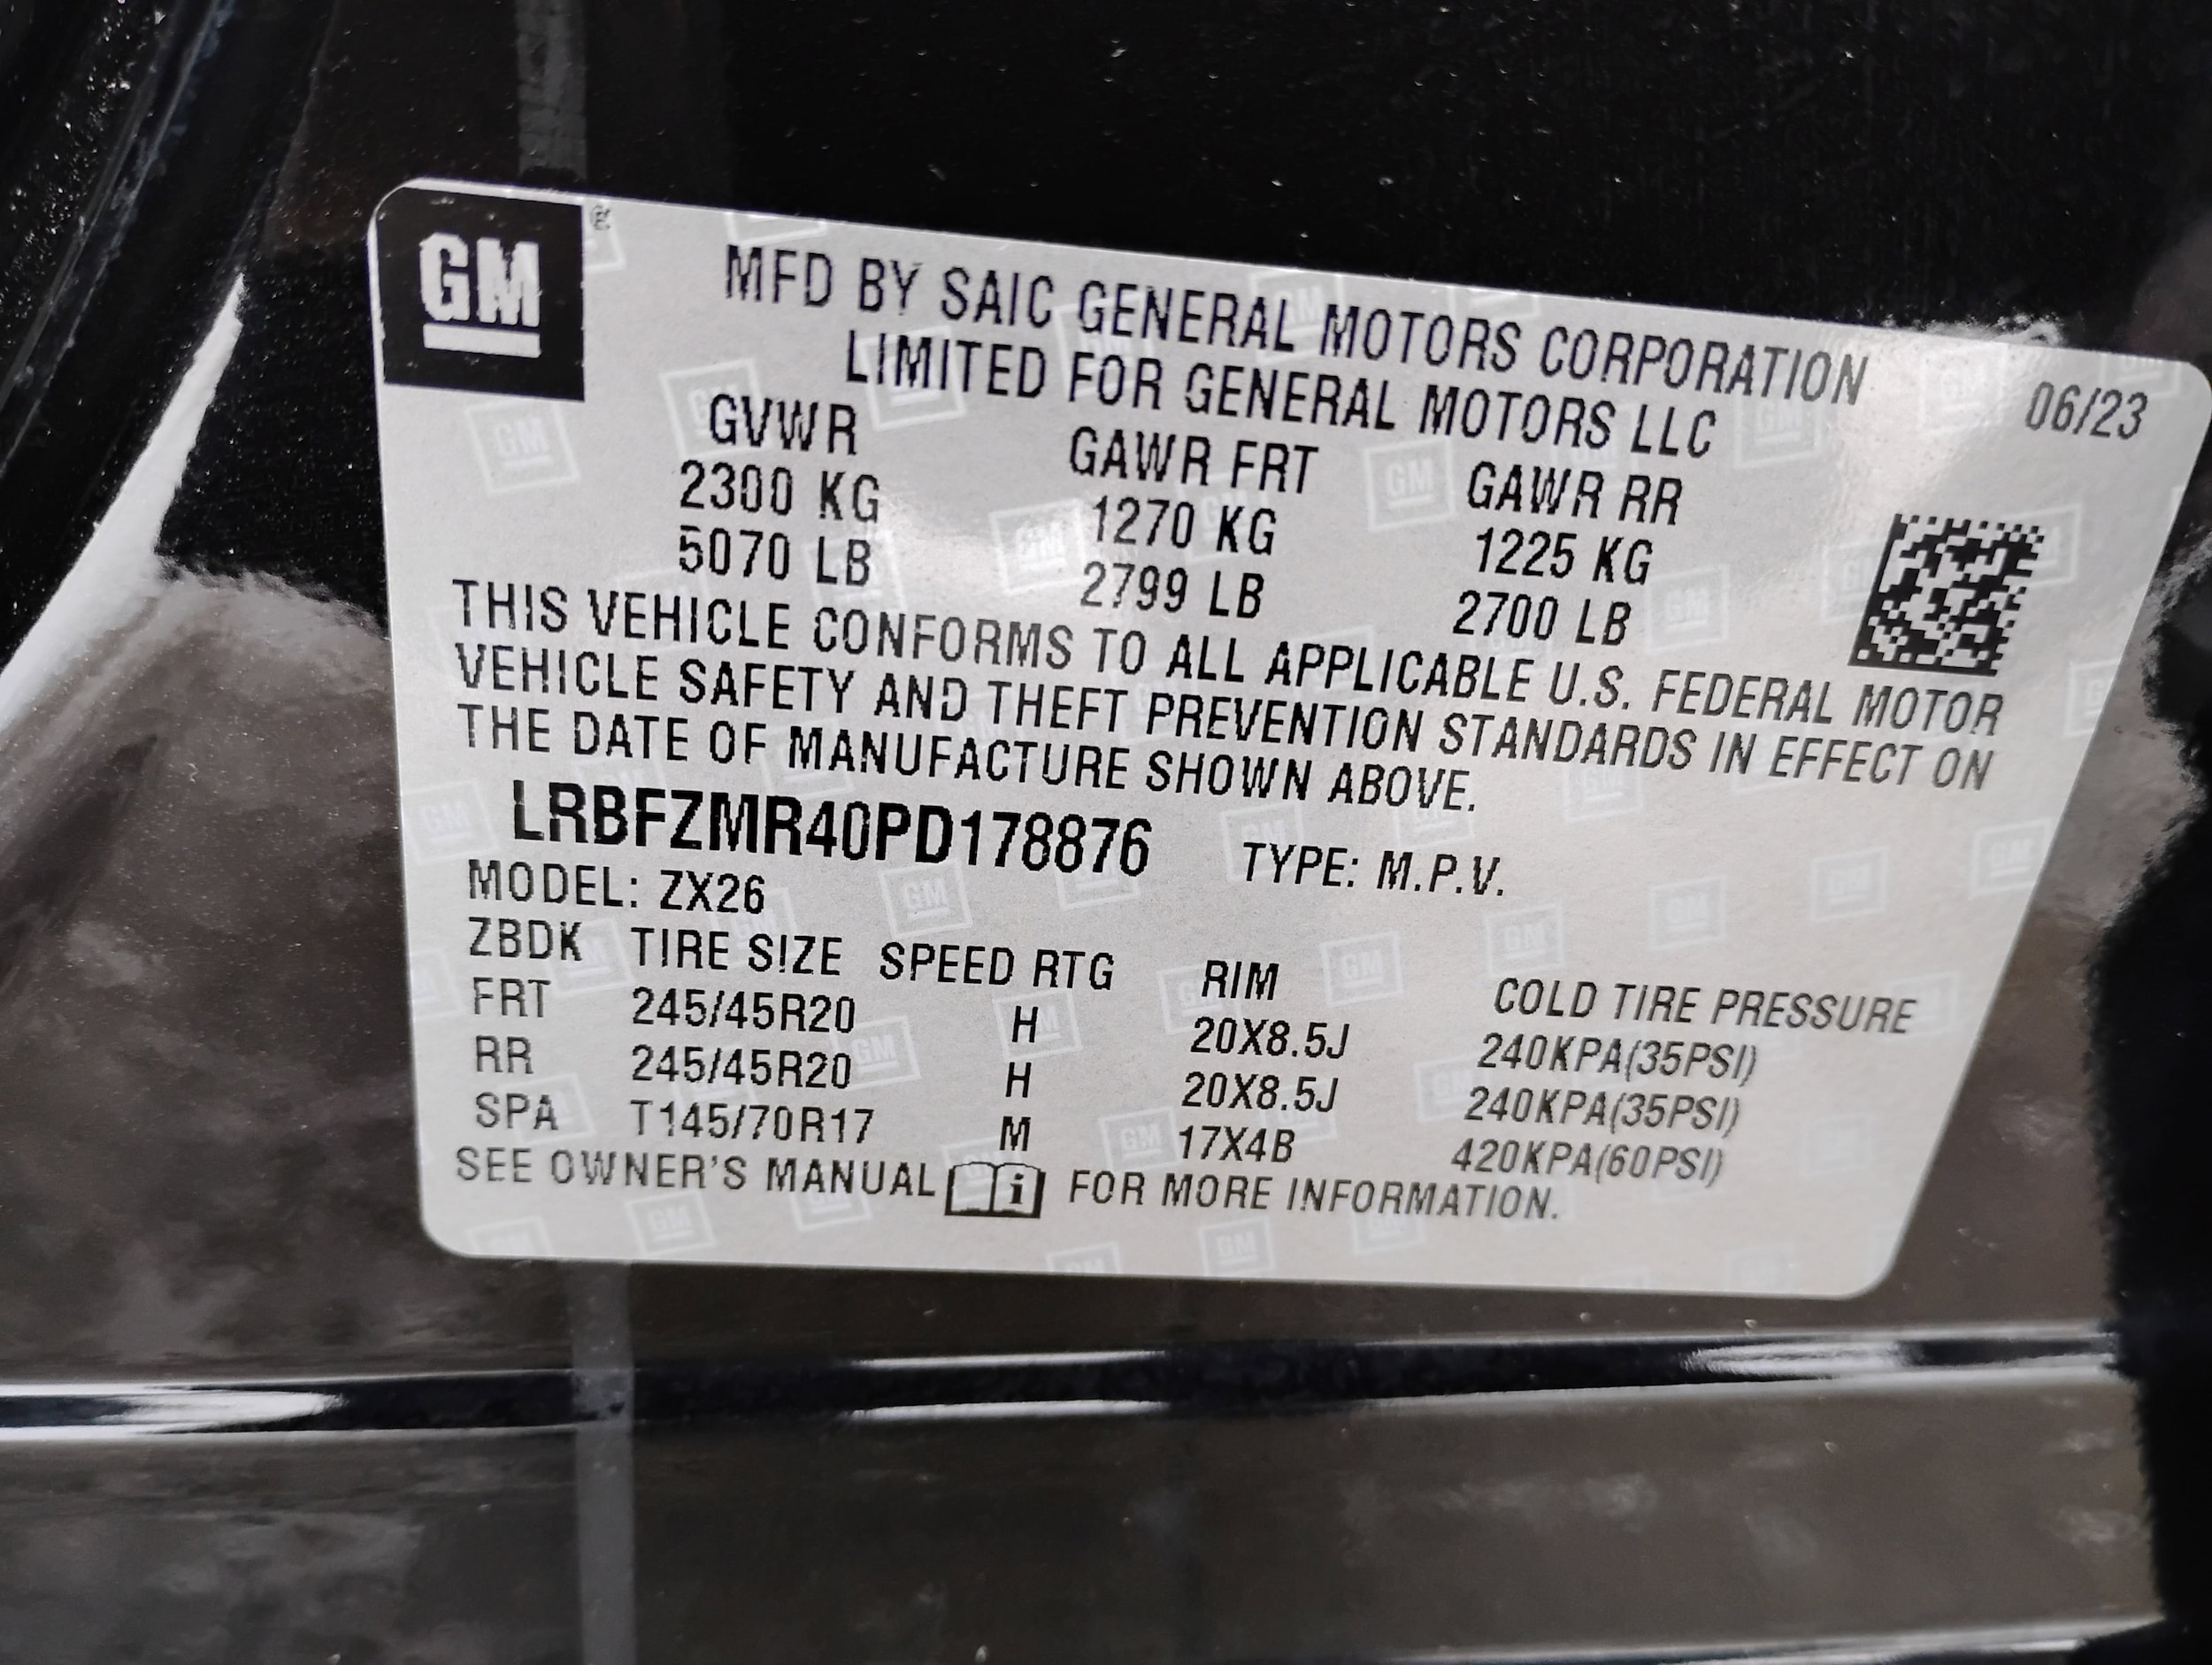 GM ®
MFD BY SAIC GENERAL MOTORS CORPORATION
LIMITED FOR GENERAL MOTORS LLC
06/23
GVWR GAWR FRT GAWR RR
2300 KG 1270 KG 1225 KG
5070 LB 2799 LB 2700 LB
THIS VEHICLE CONFORMS TO ALL APPLICABLE U.S. FEDERAL MOTOR
VEHICLE SAFETY AND THEFT PREVENTION STANDARDS IN EFFECT ON
THE DATE OF MANUFACTURE SHOWN ABOVE.
LRBFZMR40PD178876 TYPE: M.P.V.
MODEL: ZX26
ZBDK TIRE SIZE SPEED RTG RIM COLD TIRE PRESSURE
FRT 245/45R20 H 20X8.5J 240KPA(35PSI)
RR 245/45R20 H 20X8.5J 240KPA(35PSI)
SPA T145/70R17 M 17X4B 420KPA(60PSI)
SEE OWNER'S MANUAL i FOR MORE INFORMATION.